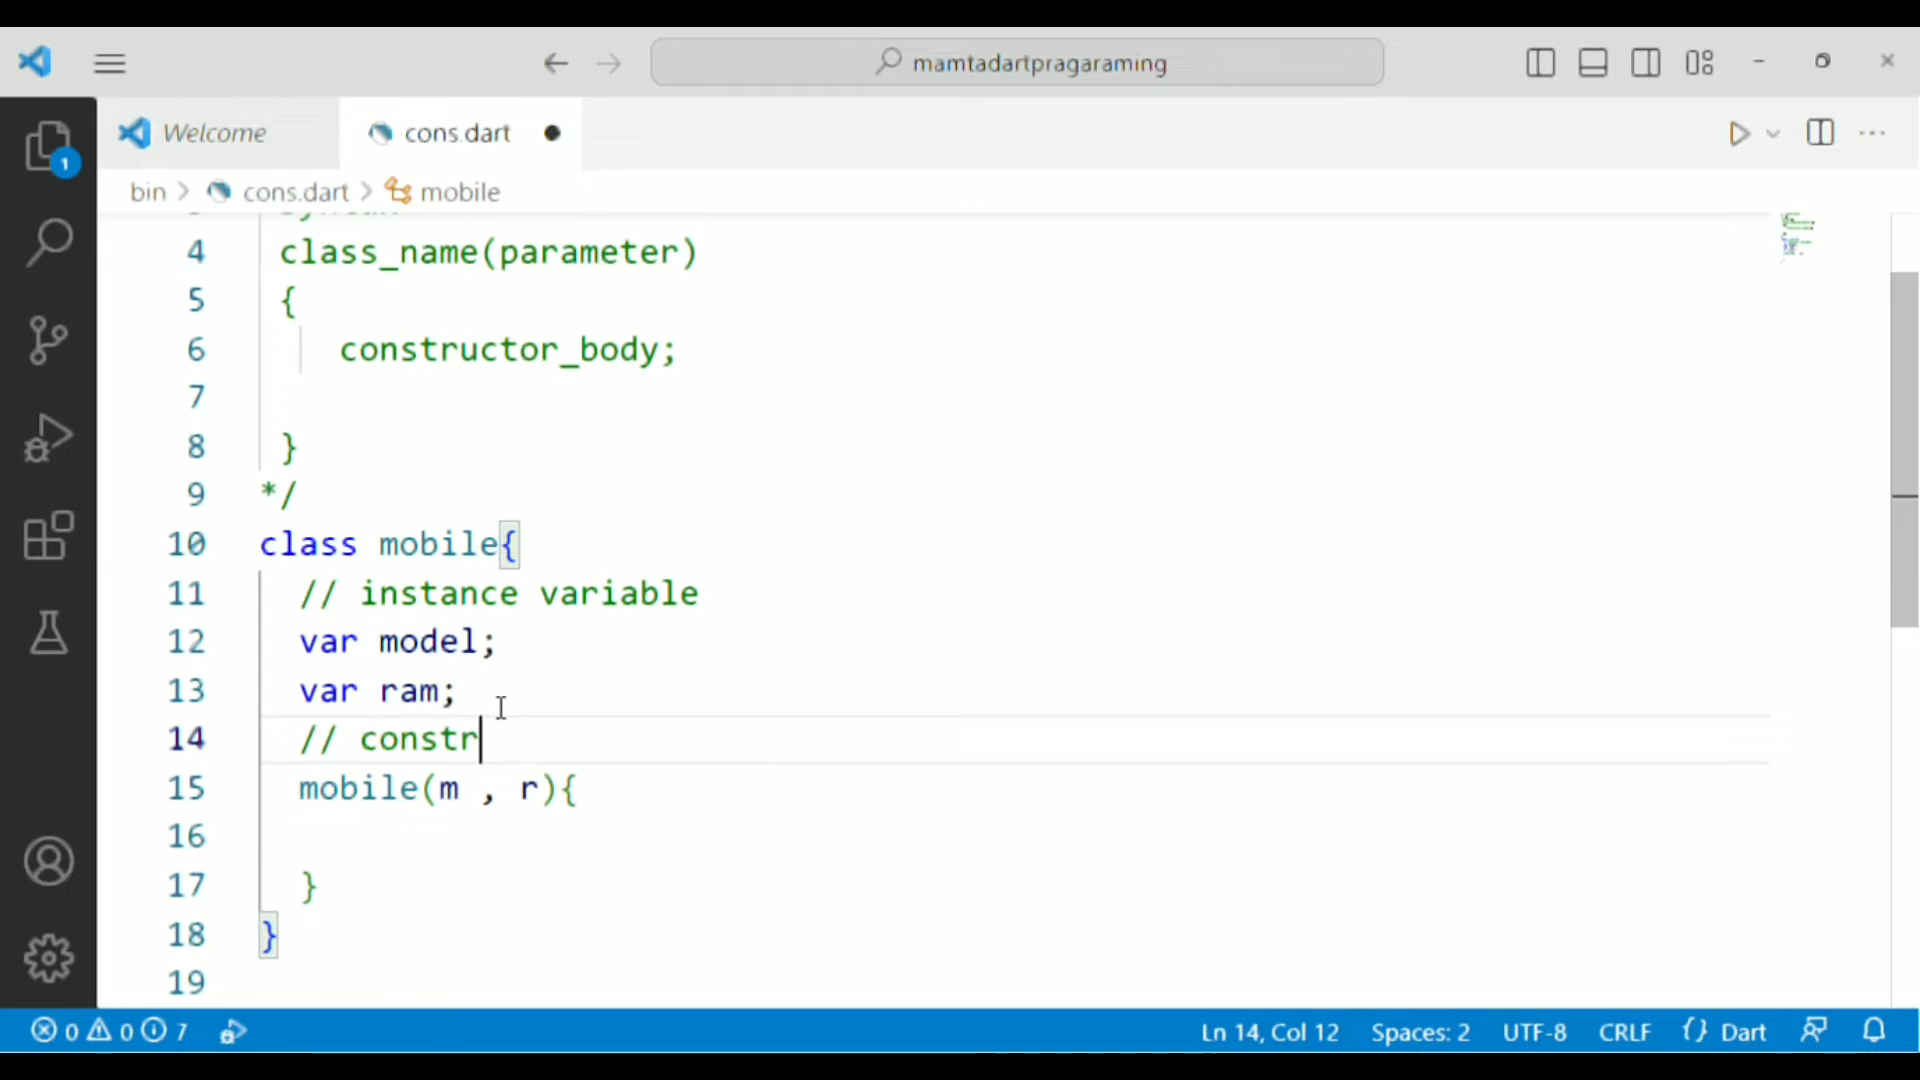 mamtadartpragaraming
Welcome
cons.dart
bin > cons.dart > mobile
4 class_name(parameter)
5 {
6 constructor_body;
7
8 }
9 */
10 class mobile{
11 // instance variable
12 var model;
13 var ram;
14 // constr
15 mobile(m , r){
16
17 }
18 }
19
1
0 0 7
Ln 14, Col 12
Spaces: 2
UTF-8
CRLF
{} Dart